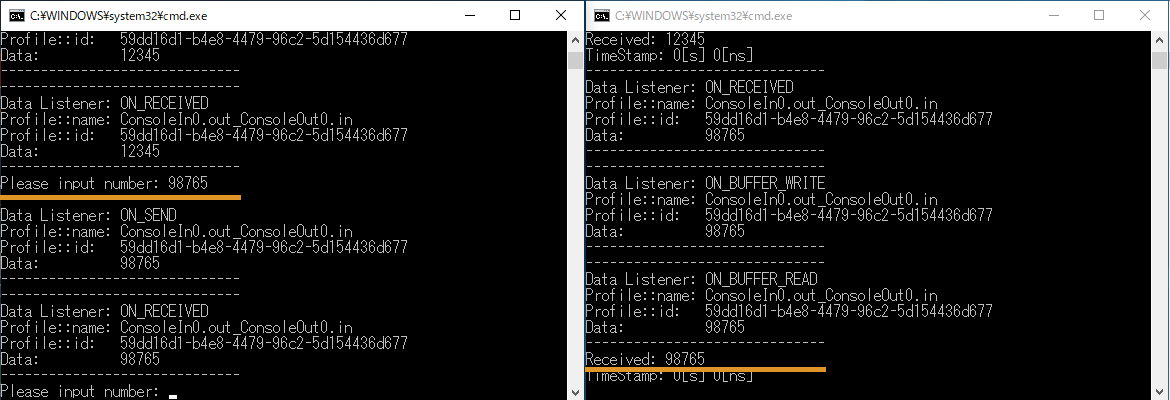 C:¥WINDOWS¥system32¥cmd.exe
Profile::id:   59dd16d1-b4e8-4479-96c2-5d154436d677
Data:          12345
------------------------------
------------------------------
Data Listener: ON_RECEIVED
Profile::name: ConsoleIn0.out_ConsoleOut0.in
Profile::id:   59dd16d1-b4e8-4479-96c2-5d154436d677
Data:          12345
------------------------------
Please input number: 98765
Data Listener: ON_SEND
Profile::name: ConsoleIn0.out_ConsoleOut0.in
Profile::id:   59dd16d1-b4e8-4479-96c2-5d154436d677
Data:          98765
------------------------------
------------------------------
Data Listener: ON_RECEIVED
Profile::name: ConsoleIn0.out_ConsoleOut0.in
Profile::id:   59dd16d1-b4e8-4479-96c2-5d154436d677
Data:          98765
------------------------------
Please input number:
C:¥WINDOWS¥system32¥cmd.exe
Received: 12345
TimeStamp: 0[s] 0[ns]
------------------------------
Data Listener: ON_RECEIVED
Profile::name: ConsoleIn0.out_ConsoleOut0.in
Profile::id:   59dd16d1-b4e8-4479-96c2-5d154436d677
Data:          98765
------------------------------
------------------------------
Data Listener: ON_BUFFER_WRITE
Profile::name: ConsoleIn0.out_ConsoleOut0.in
Profile::id:   59dd16d1-b4e8-4479-96c2-5d154436d677
Data:          98765
------------------------------
------------------------------
Data Listener: ON_BUFFER_READ
Profile::name: ConsoleIn0.out_ConsoleOut0.in
Profile::id:   59dd16d1-b4e8-4479-96c2-5d154436d677
Data:          98765
------------------------------
Received: 98765
TimeStamp: 0[s] 0[ns]